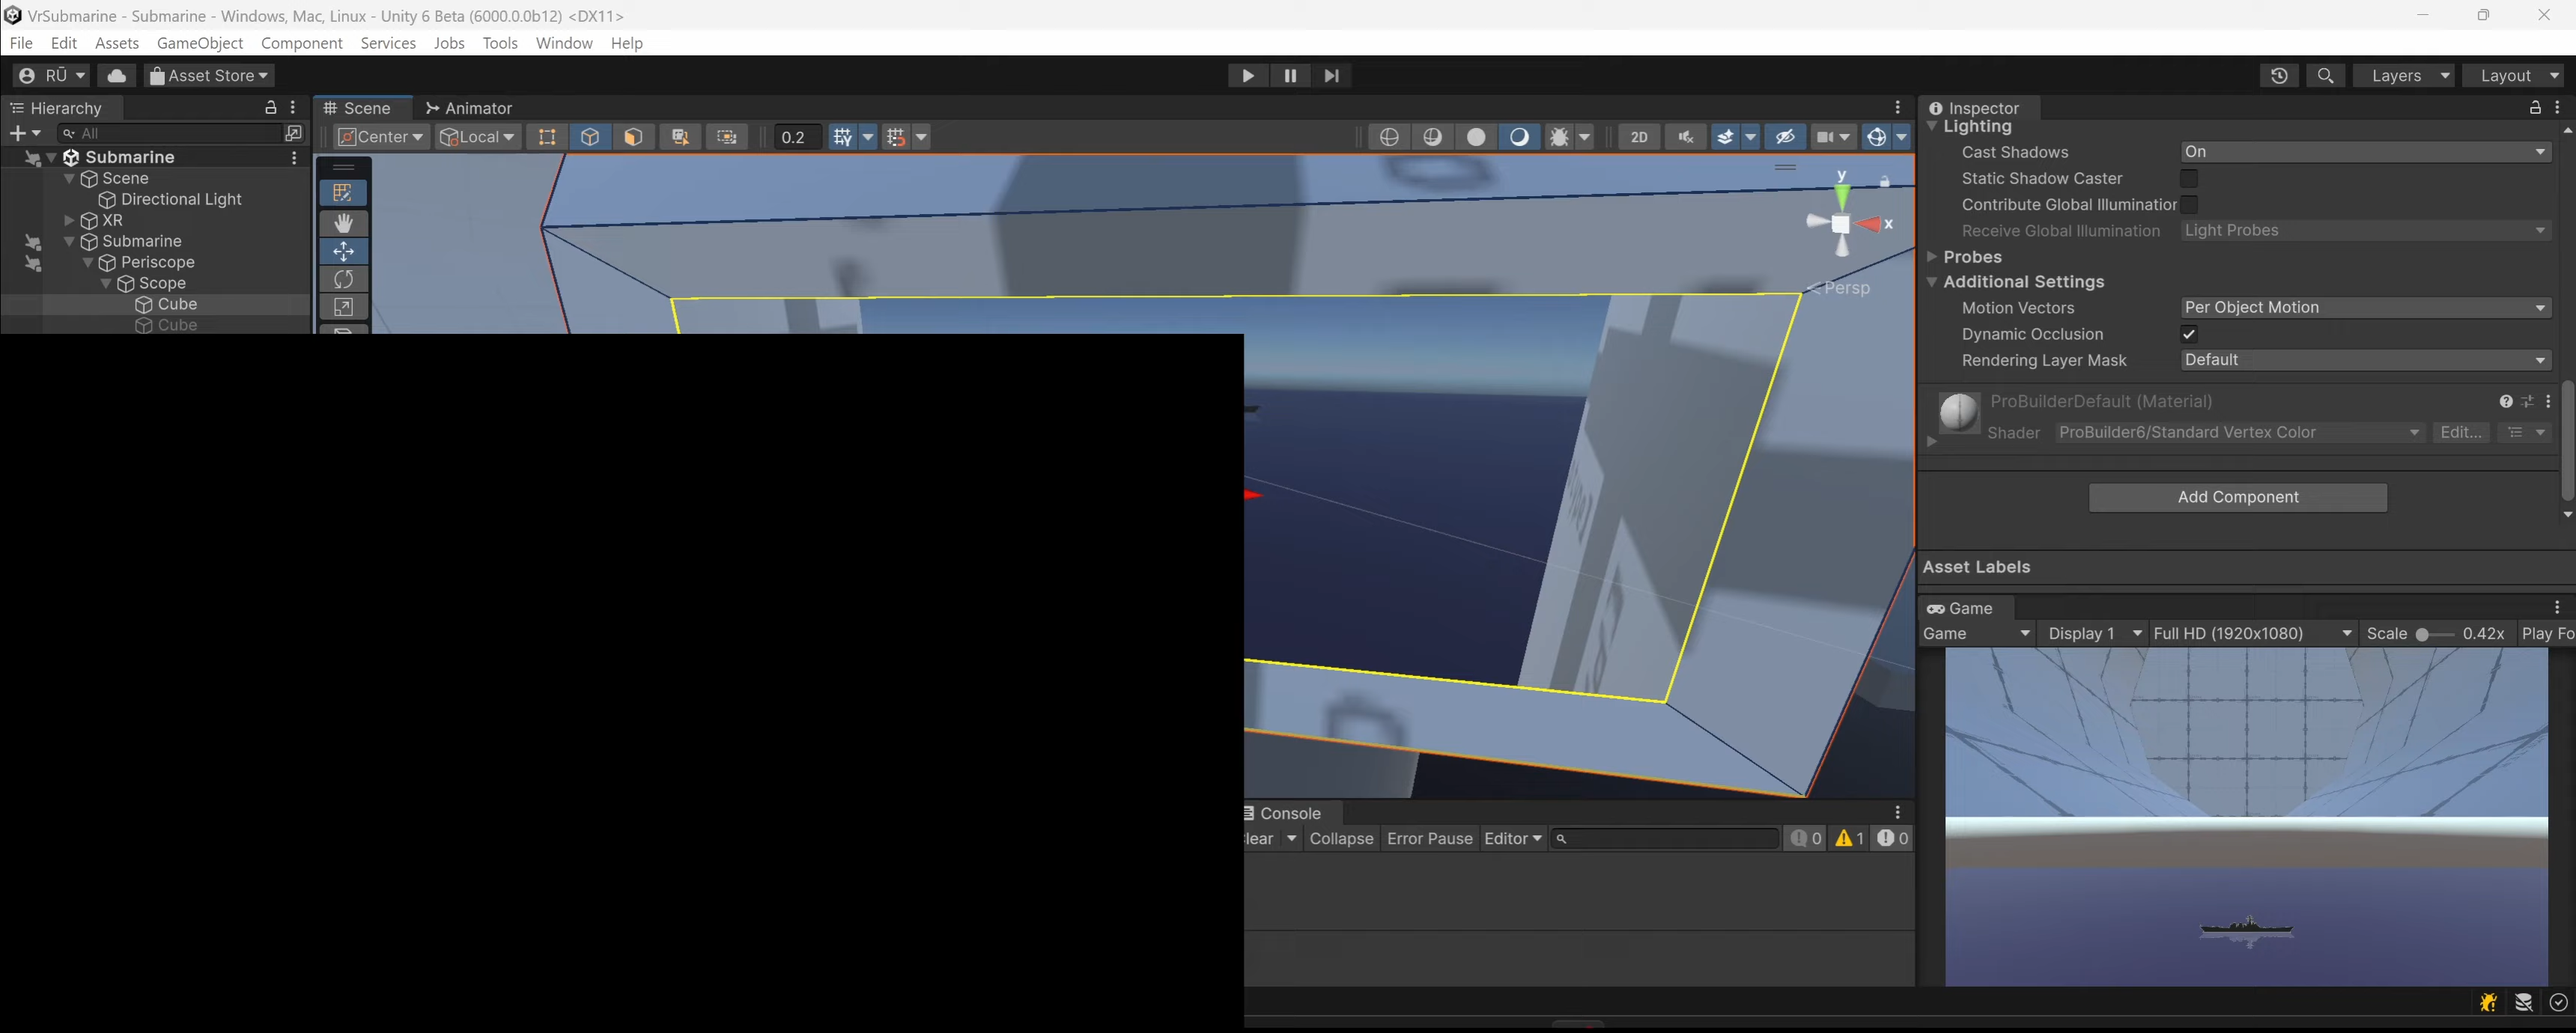 VrSubmarine - Submarine - Windows, Mac, Linux - Unity 6 Beta (6000.0.0b12) <DX11>
File Edit Assets GameObject Component Services Jobs Tools Window Help
RŪ Asset Store Layers Layout
Hierarchy
All
Submarine
Scene
Directional Light
XR
Submarine
Periscope
Scope
Cube
Cube
Scene Animator
Center Local 0.2 2D
y
x
Persp
Inspector
Lighting
Cast Shadows On
Static Shadow Caster
Contribute Global Illumination
Receive Global Illumination Light Probes
Probes
Additional Settings
Motion Vectors Per Object Motion
Dynamic Occlusion
Rendering Layer Mask Default
ProBuilderDefault (Material)
Shader ProBuilder6/Standard Vertex Color Edit...
Add Component
Asset Labels
Game
Game Display 1 Full HD (1920x1080) Scale 0.42x Play Fo
Console
lear Collapse Error Pause Editor 0 1 0